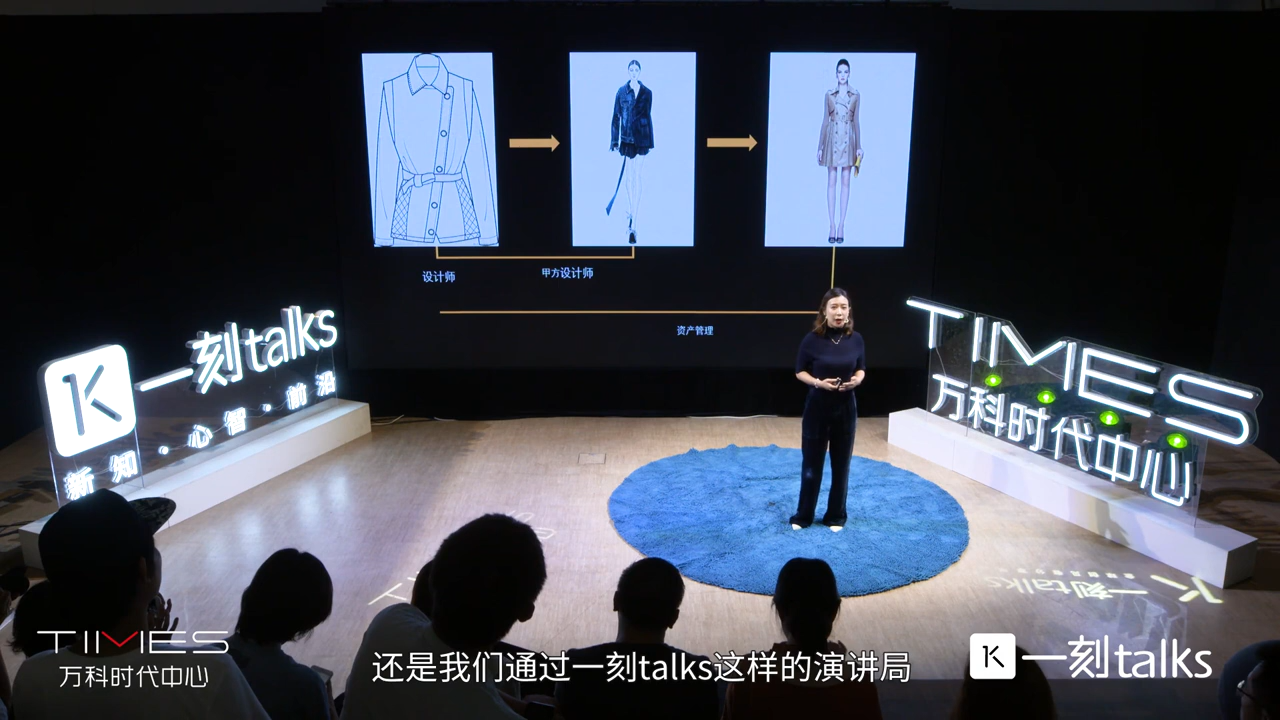 设计师
甲方设计师
资产管理
一刻talks
新知·心智·前沿
TIMES
万科时代中心
一刻talks
TIMES
万科时代中心
还是我们通过一刻talks这样的演讲局
一刻talks